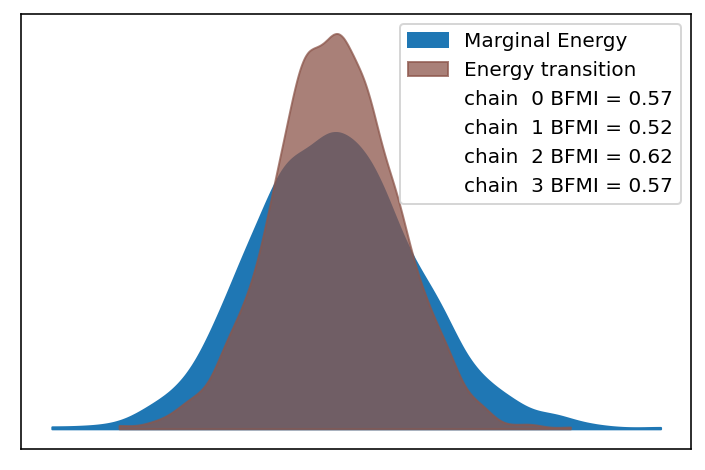 Marginal Energy
Energy transition
chain  0 BFMI = 0.57
chain  1 BFMI = 0.52
chain  2 BFMI = 0.62
chain  3 BFMI = 0.57